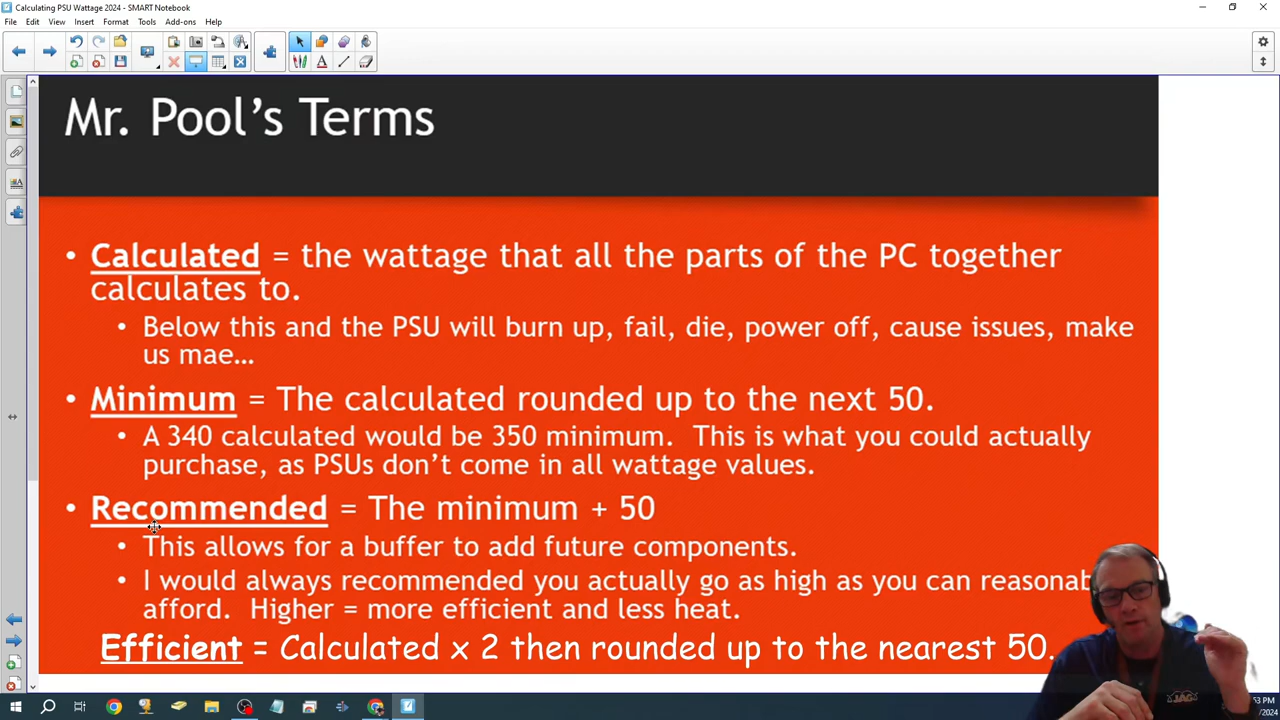 Calculating PSU Wattage 2024 - SMART Notebook
File Edit View Insert Format Tools Add-ons Help
Mr. Pool's Terms
• Calculated = the wattage that all the parts of the PC together
calculates to.
• Below this and the PSU will burn up, fail, die, power off, cause issues, make
us mae…
• Minimum = The calculated rounded up to the next 50.
• A 340 calculated would be 350 minimum. This is what you could actually
purchase, as PSUs don't come in all wattage values.
• Recommended = The minimum + 50
• This allows for a buffer to add future components.
• I would always recommended you actually go as high as you can reasonab
afford. Higher = more efficient and less heat.
Efficient = Calculated x 2 then rounded up to the nearest 50.
JAG
:53 PM
/2024